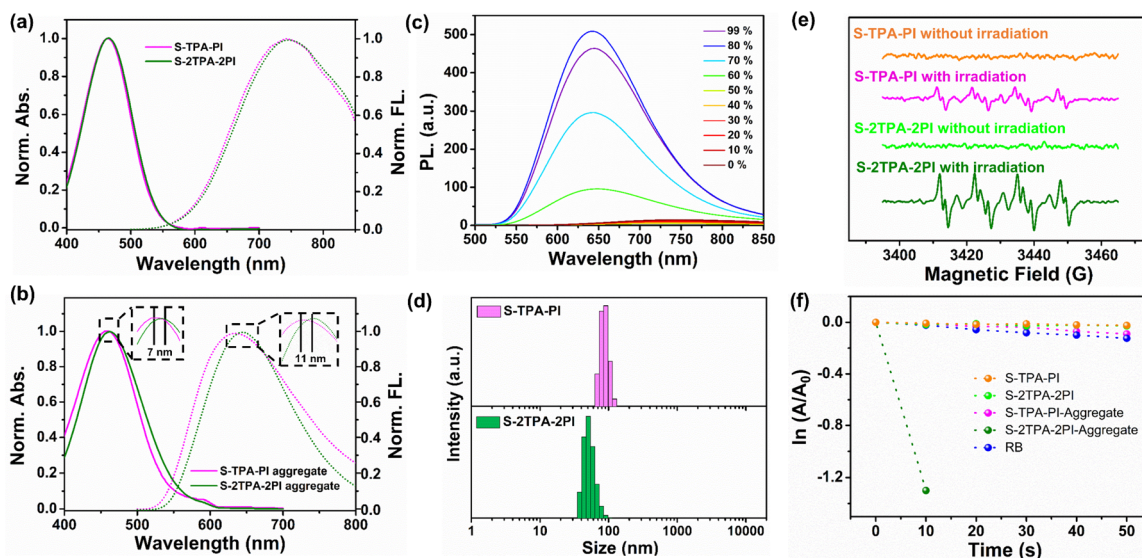 (a)
S-TPA-PI
S-2TPA-2PI
Norm. Abs.
Norm. FL.
1.0
0.8
0.6
0.4
0.2
0.0
1.0
0.8
0.6
0.4
0.2
0.0
400 500 600 700 800
Wavelength (nm)
(b)
7 nm
11 nm
S-TPA-PI aggregate
S-2TPA-2PI aggregate
Norm. Abs.
Norm. FL.
1.0
0.8
0.6
0.4
0.2
0.0
1.0
0.8
0.6
0.4
0.2
0.0
400 500 600 700 800
Wavelength (nm)
(c)
99 %
80 %
70 %
60 %
50 %
40 %
30 %
20 %
10 %
0 %
PL. (a.u.)
500
400
300
200
100
0
500 550 600 650 700 750 800 850
Wavelength (nm)
(d)
S-TPA-PI
S-2TPA-2PI
Intensity (a.u.)
1 10 100 1000 10000
Size (nm)
(e)
S-TPA-PI without irradiation
S-TPA-PI with irradiation
S-2TPA-2PI without irradiation
S-2TPA-2PI with irradiation
3400 3420 3440 3460
Magnetic Field (G)
(f)
ln (A/A0)
0.0
-0.4
-0.8
-1.2
S-TPA-PI
S-2TPA-2PI
S-TPA-PI-Aggregate
S-2TPA-2PI-Aggregate
RB
0 10 20 30 40 50
Time (s)